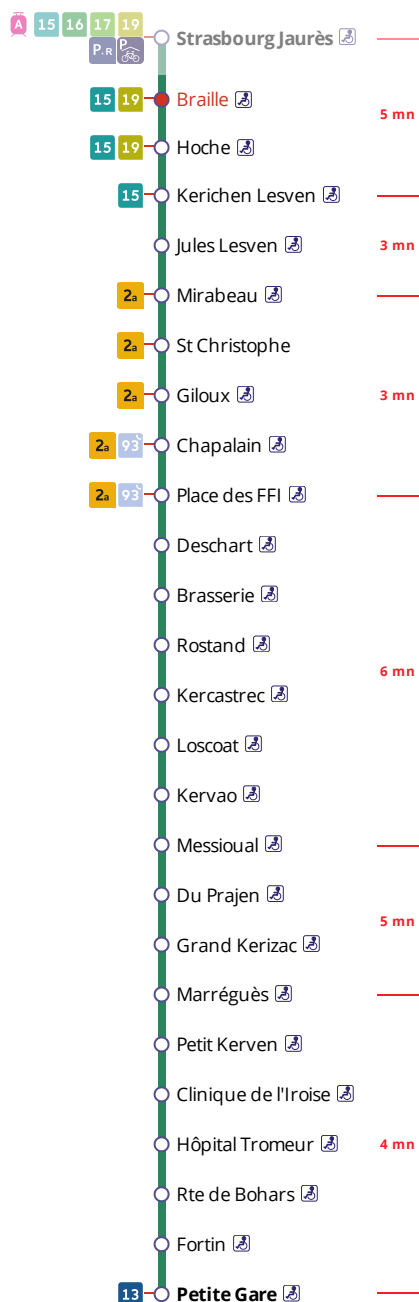 A 15 16 17 19
P+R P
Strasbourg Jaurès
15 19 Braille
5 mn
15 19 Hoche
15 Kerichen Lesven
Jules Lesven
3 mn
2a Mirabeau
St Christophe
2a Giloux
3 mn
2a 93 Chapalain
2a 93 Place des FFI
Deschart
Brasserie
Rostand
6 mn
Kercastrec
Loscoat
Kervao
Messioual
Du Prajen
5 mn
Grand Kerizac
Marréguès
Petit Kerven
Clinique de l'Iroise
Hôpital Tromeur
4 mn
Rte de Bohars
Fortin
13 Petite Gare